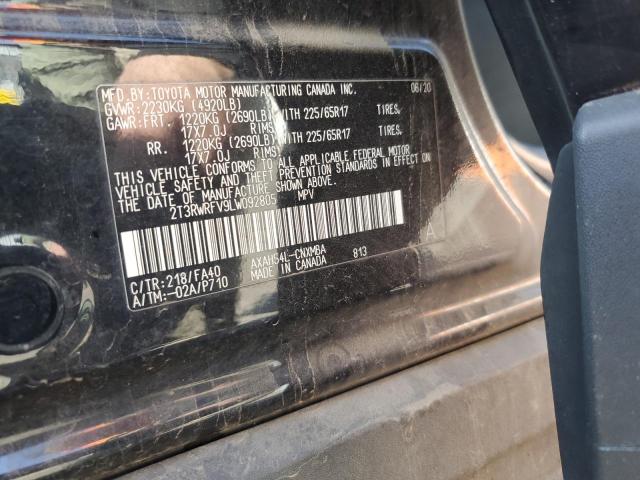 MFD.BY:TOYOTA MOTOR MANUFACTURING CANADA INC. 06/20
GVWR:2230KG (4920LB)
GAWR:FRT. 1220KG (2690LB)WITH 225/65R17 TIRES.
17X7.0J RIMS,
RR. 1220KG (2690LB)WITH 225/65R17 TIRES.
17X7.0J RIMS,
THIS VEHICLE CONFORMS TO ALL APPLICABLE FEDERAL MOTOR
VEHICLE SAFETY AND THEFT PREVENTION STANDARDS IN EFFECT ON
THE DATE OF MANUFACTURE SHOWN ABOVE.
2T3RWRFV9LW092805 MPV
C/TR:218/FA40 AXAH54L-CNXMBA
A/TM:-02A/P710 MADE IN CANADA 813
A